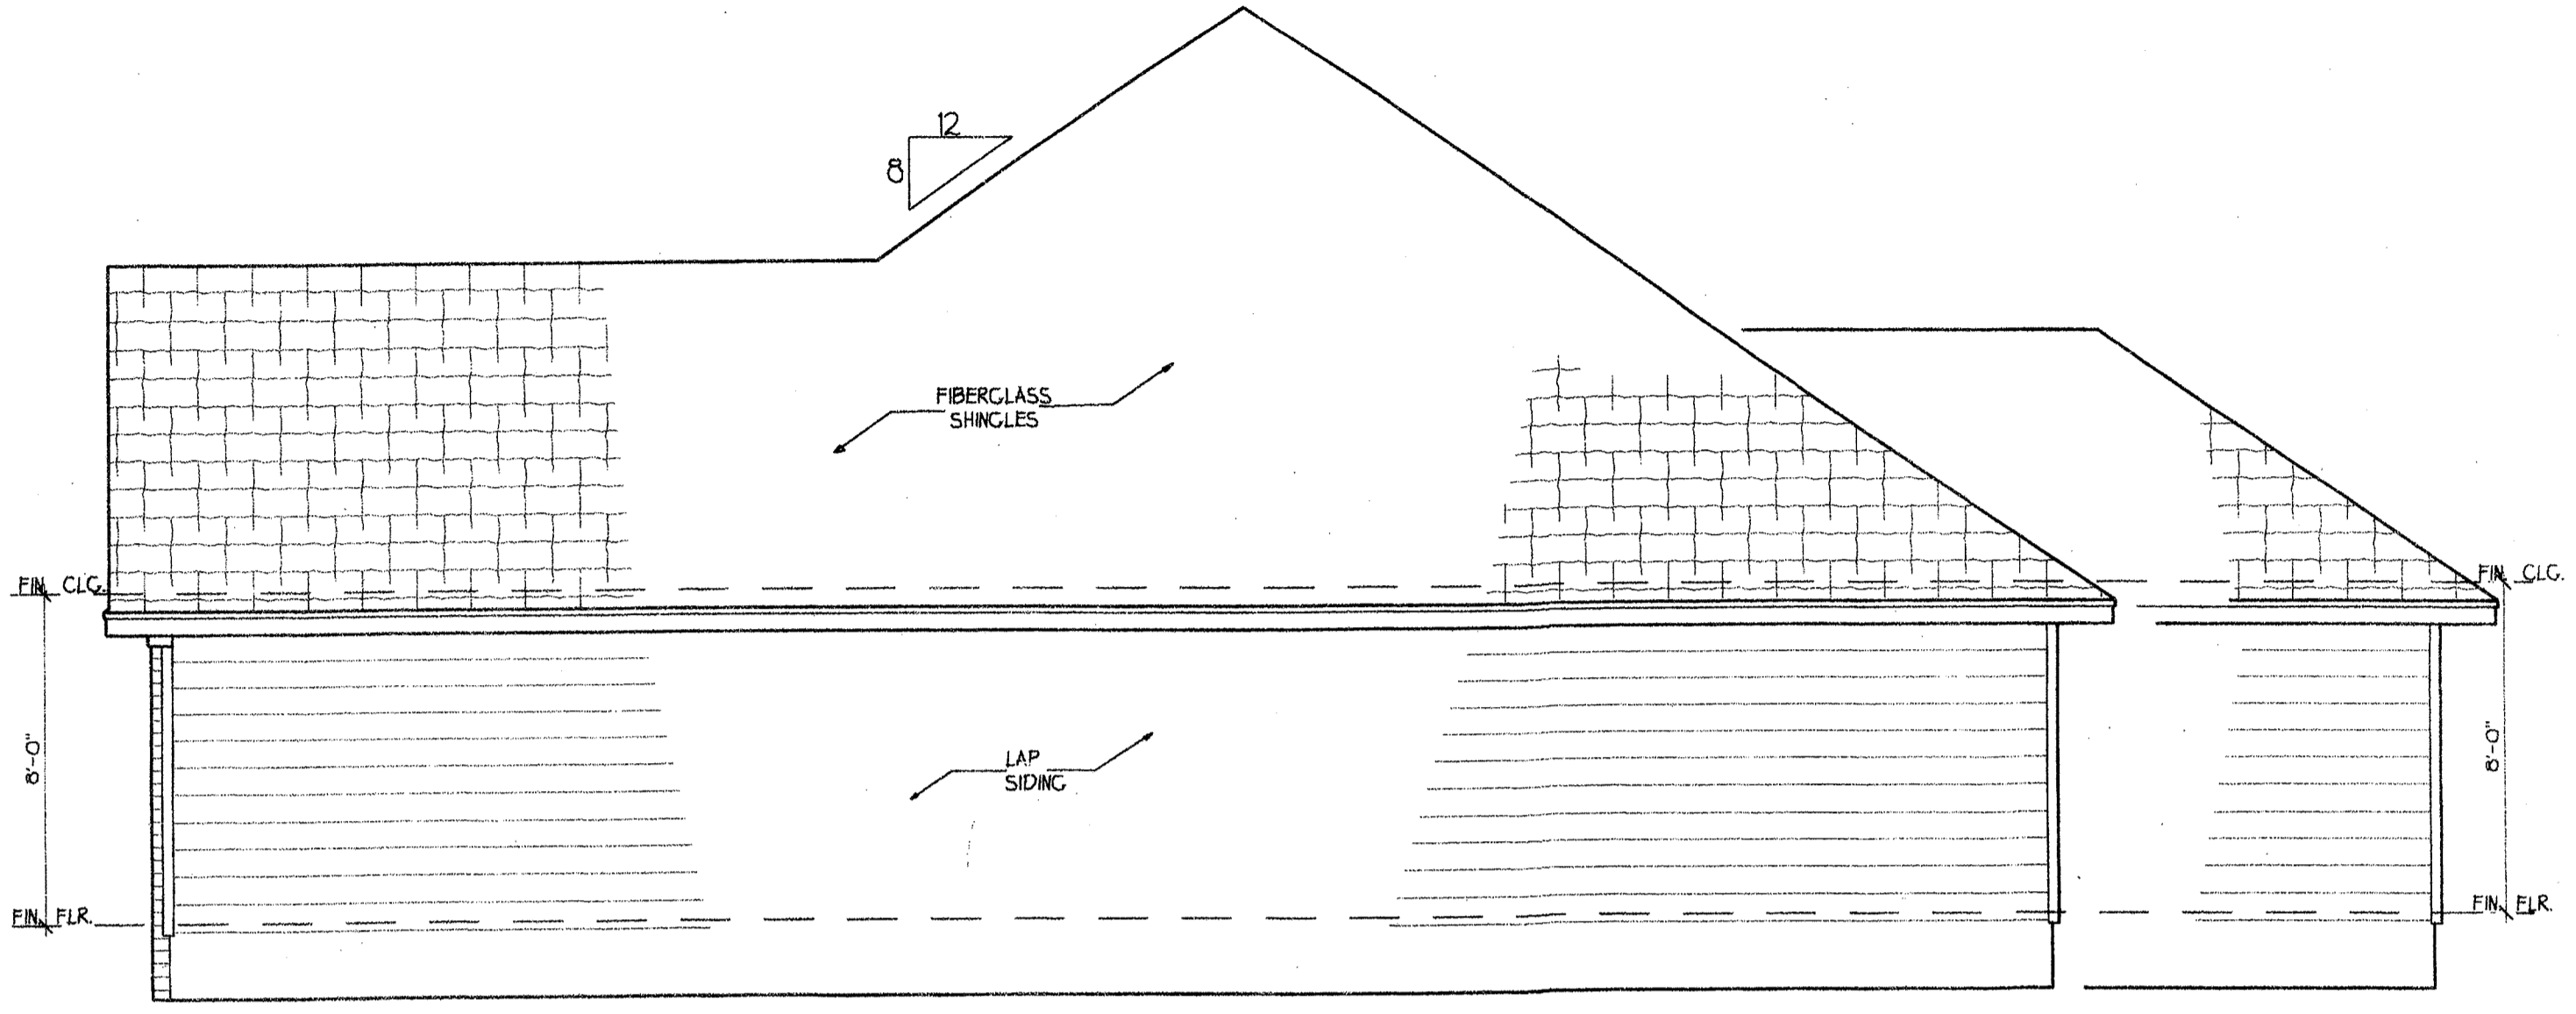 12
8
FIBERGLASS
SHINGLES
FIN. CLG.
FIN. CLG.
8'-0"
LAP
SIDING
8'-0"
FIN. FLR.
FIN. FLR.